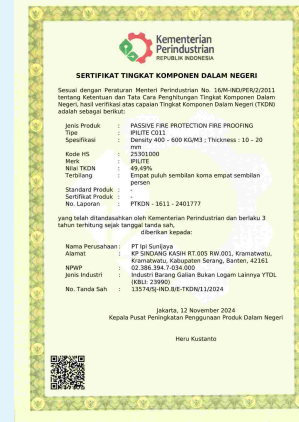 Kementerian
Perindustrian
REPUBLIK INDONESIA
SERTIFIKAT TINGKAT KOMPONEN DALAM NEGERI
Sesuai dengan Peraturan Menteri Perindustrian No. 16/M-IND/PER/2/2011
tentang Ketentuan dan Tata Cara Penghitungan Tingkat Komponen Dalam
Negeri, hasil verifikasi atas capaian Tingkat Komponen Dalam Negeri (TKDN)
adalah sebagai berikut:
Jenis Produk : PASSIVE FIRE PROTECTION FIRE PROOFING
Tipe : IPILITE C011
Spesifikasi : Density 400 – 600 KG/M3 ; Thickness : 10 – 20
mm
Kode HS : 25301000
Merk : IPILITE
Nilai TKDN : 49,49%
Terbilang : Empat puluh sembilan koma empat sembilan
persen
Standard Produk : -
Sertifikat Produk : -
No. Laporan : PTKDN - 1611 - 2401777
yang telah ditandasahkan oleh Kementerian Perindustrian dan berlaku 3
tahun terhitung sejak tanggal tanda sah,
diberikan kepada:
Nama Perusahaan : PT Ipi Sunijaya
Alamat : KP SINDANG KASIH RT.005 RW.001, Kramatwatu,
Kramatwatu, Kabupaten Serang, Banten, 42161
NPWP : 02.386.394.7-034.000
Jenis Industri : Industri Barang Galian Bukan Logam Lainnya YTDL
(KBLI: 23990)
No. Tanda Sah : 13574/SJ-IND.8/E-TKDN/11/2024
Jakarta, 12 November 2024
Kepala Pusat Peningkatan Penggunaan Produk Dalam Negeri
Heru Kustanto